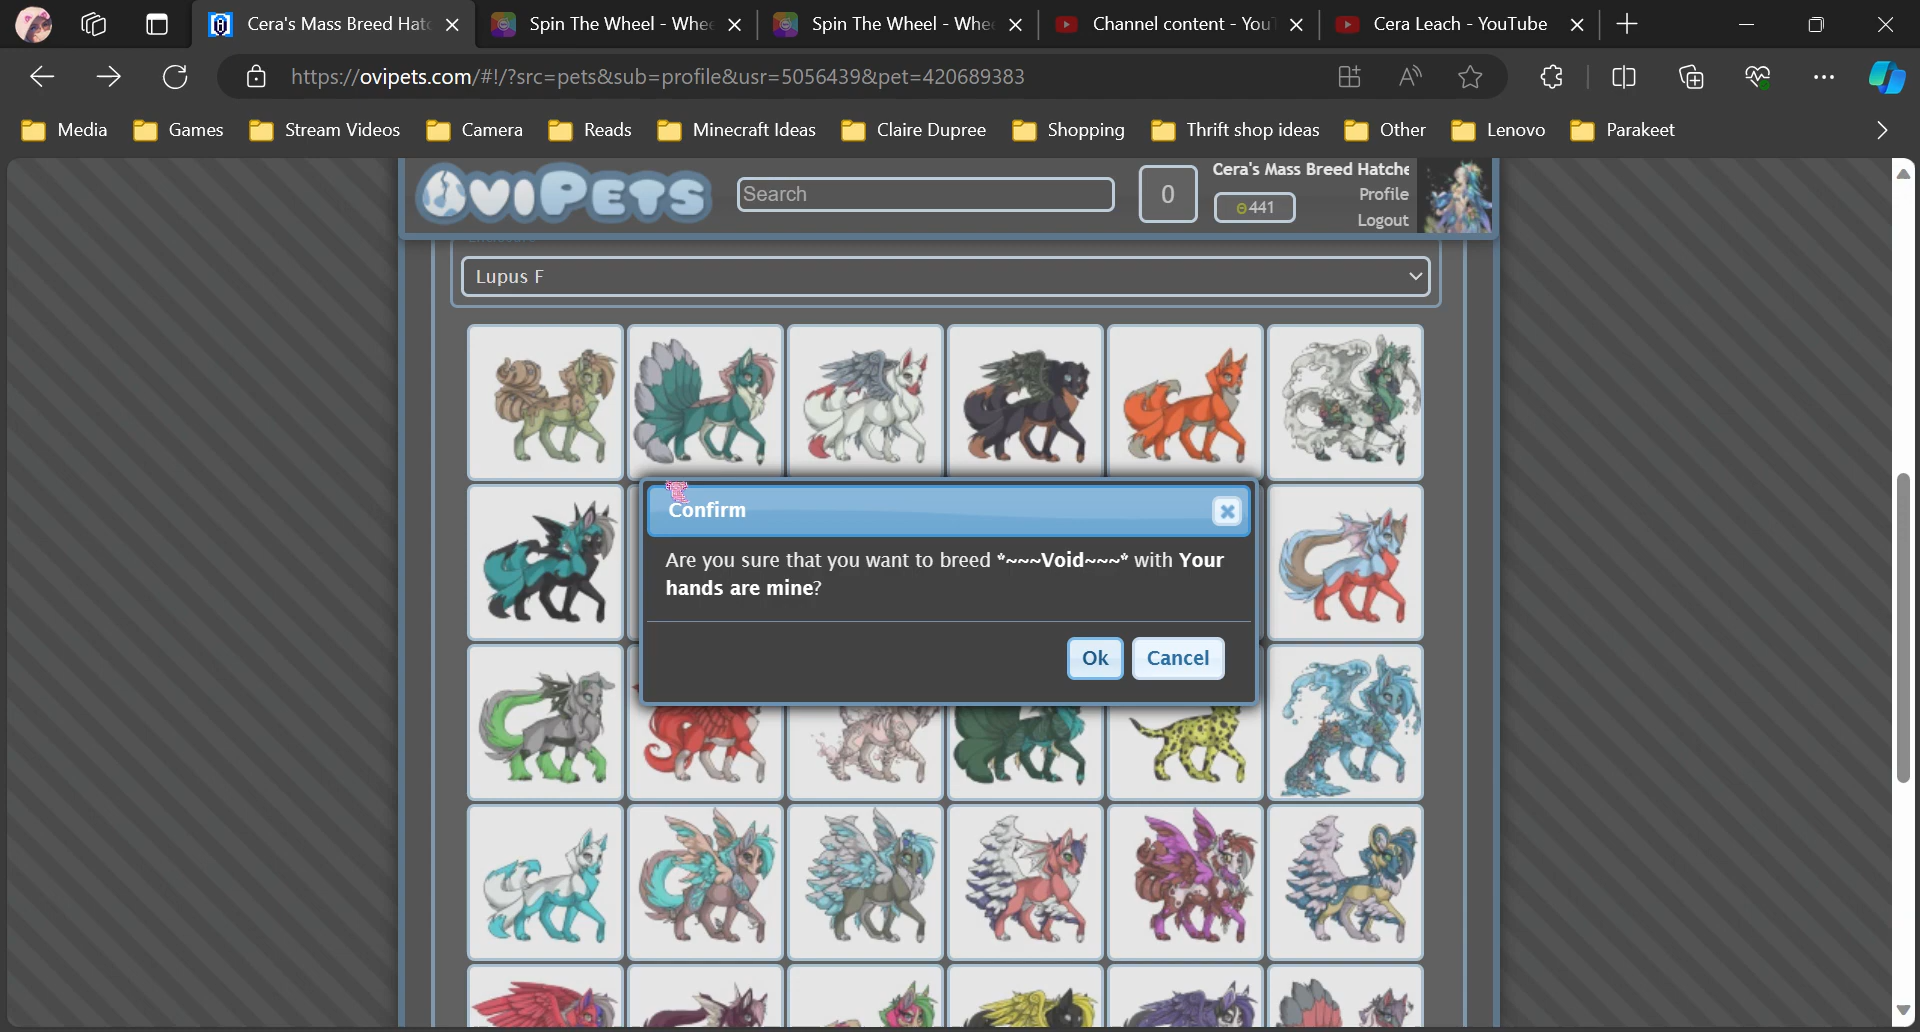 Cera's Mass Breed Hatc
Spin The Wheel - Whee
Spin The Wheel - Whe
Channel content - You
Cera Leach - YouTube
https://ovipets.com/#!/?src=pets&sub=profile&usr=5056439&pet=420689383
Media
Games
Stream Videos
Camera
Reads
Minecraft Ideas
Claire Dupree
Shopping
Thrift shop ideas
Other
Lenovo
Parakeet
OviPets
Search
0
Cera's Mass Breed Hatche
441
Profile
Logout
Lupus F
Confirm
Are you sure that you want to breed *~~~Void~~~* with Your
hands are mine?
Ok
Cancel